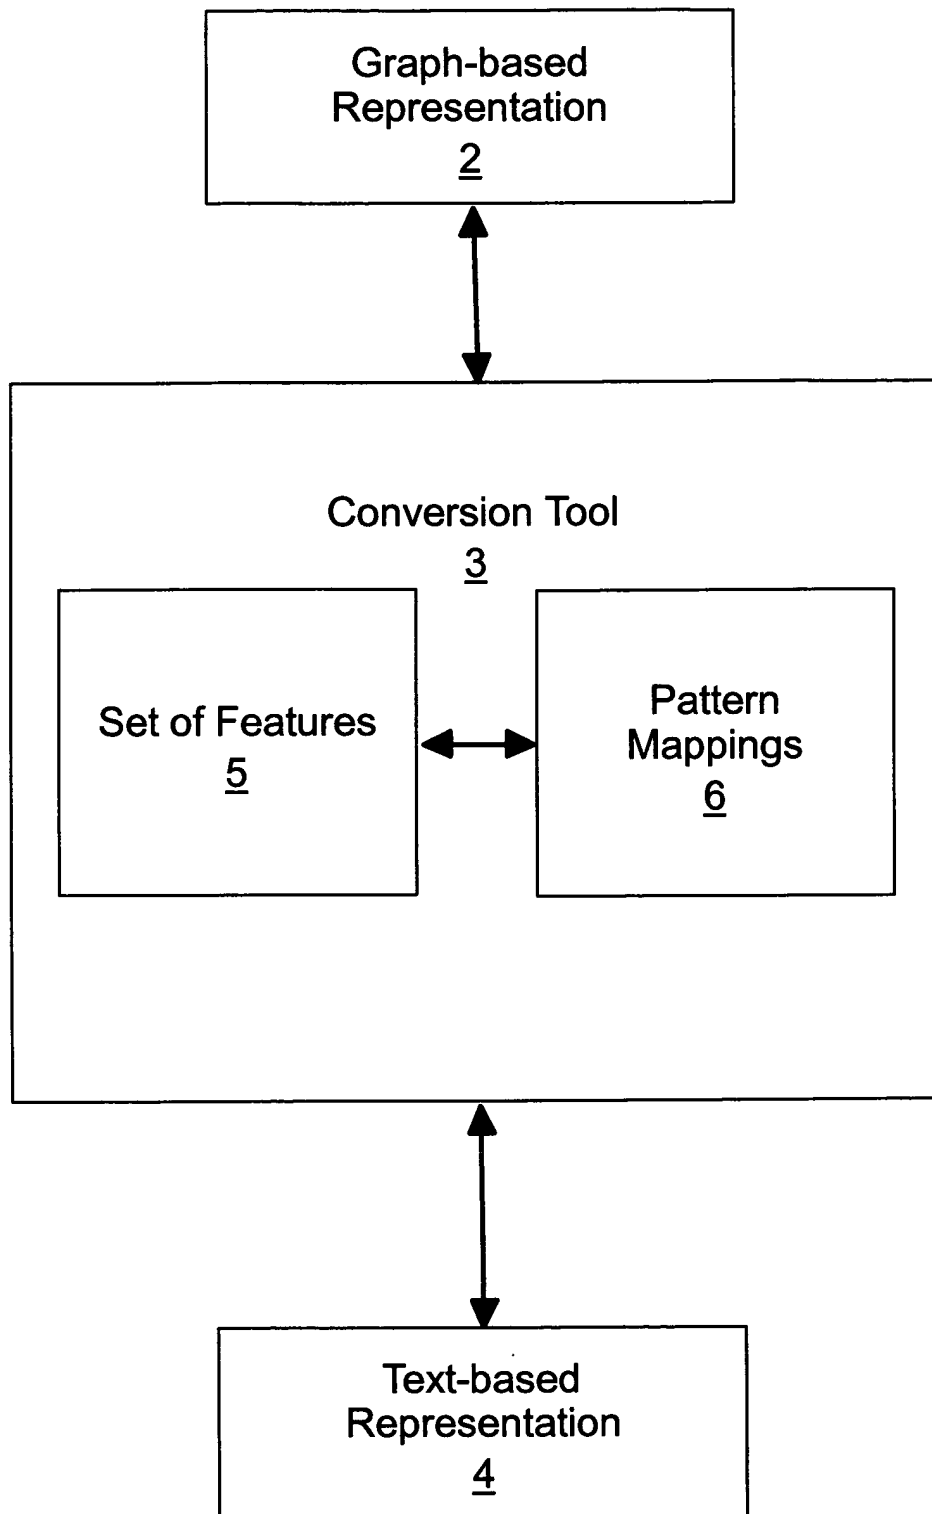 Graph-based
Representation
2
Conversion Tool
3
Set of Features
5
Pattern
Mappings
6
Text-based
Representation
4